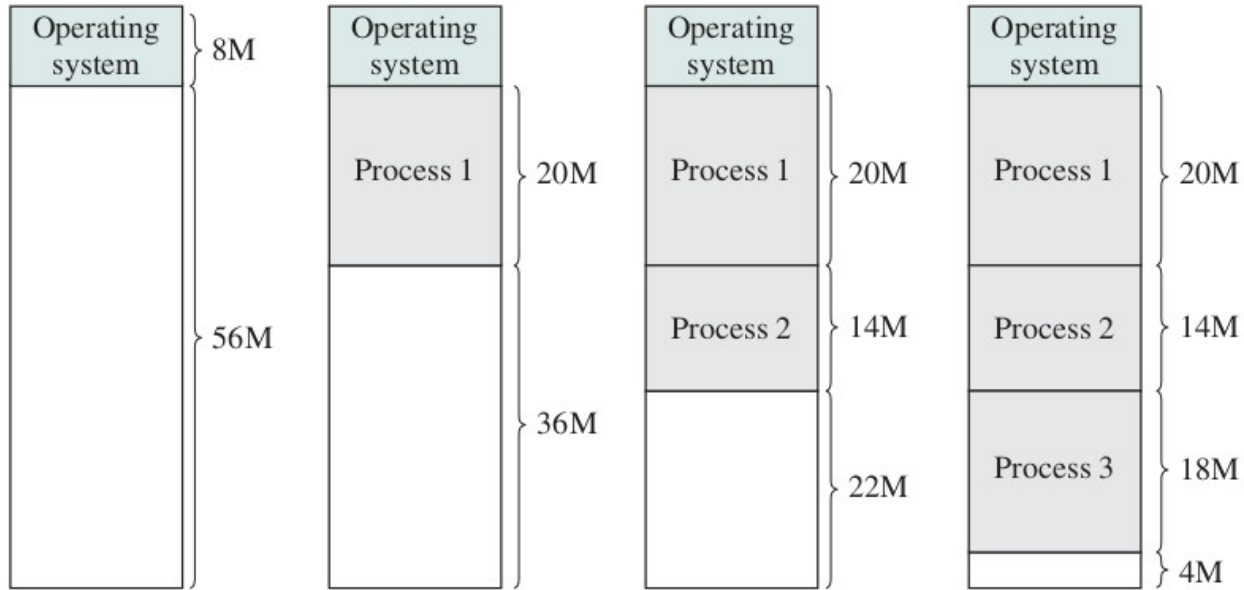 Operating
system
8M
56M
Operating
system
Process 1
20M
36M
Operating
system
Process 1
20M
Process 2
14M
22M
Operating
system
Process 1
20M
Process 2
14M
Process 3
18M
4M